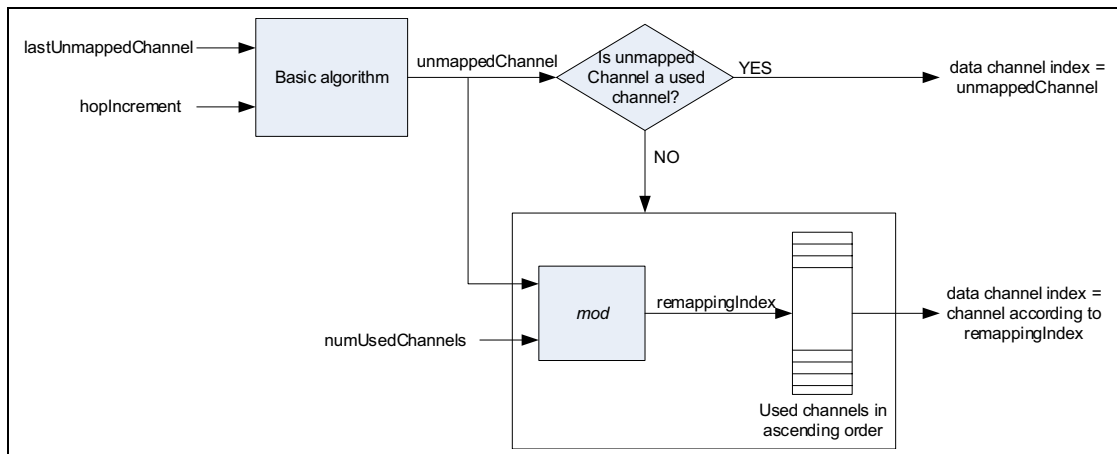 lastUnmappedChannel
hopIncrement
Basic algorithm
unmappedChannel
Is unmapped
Channel a used
channel?
YES
data channel index =
unmappedChannel
NO
mod
numUsedChannels
remappingIndex
Used channels in
ascending order
data channel index =
channel according to
remappingIndex